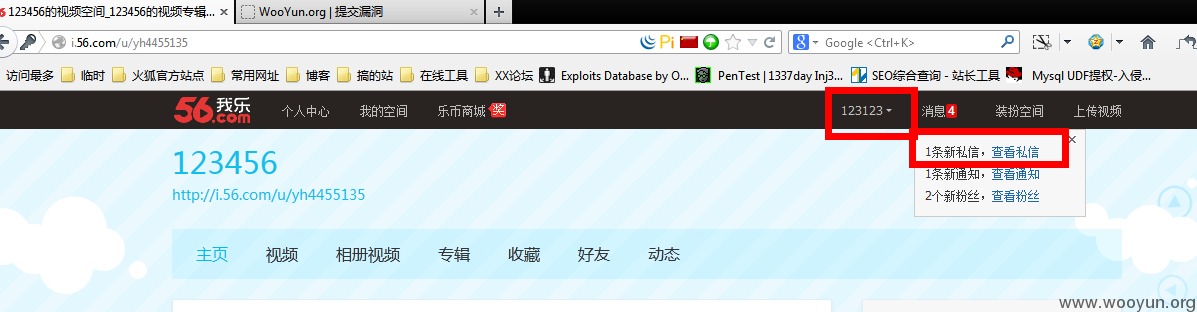 123456的视频空间_123456的视频专辑... × WooYun.org | 提交漏洞 × +
i.56.com/u/yh4455135 Google <Ctrl+K>
访问最多 临时 火狐官方站点 常用网址 博客 搞的站 在线工具 XX论坛 Exploits Database by O... PenTest | 1337day Inj3... SEO综合查询 - 站长工具 Mysql UDF提权-入侵...
56.com 我乐 个人中心 我的空间 乐币商城 奖 123123 消息 4 装扮空间 上传视频
1条新私信，查看私信 ×
1条新通知，查看通知
2个新粉丝，查看粉丝
123456
http://i.56.com/u/yh4455135
主页 视频 相册视频 专辑 收藏 好友 动态
www.wooyun.org